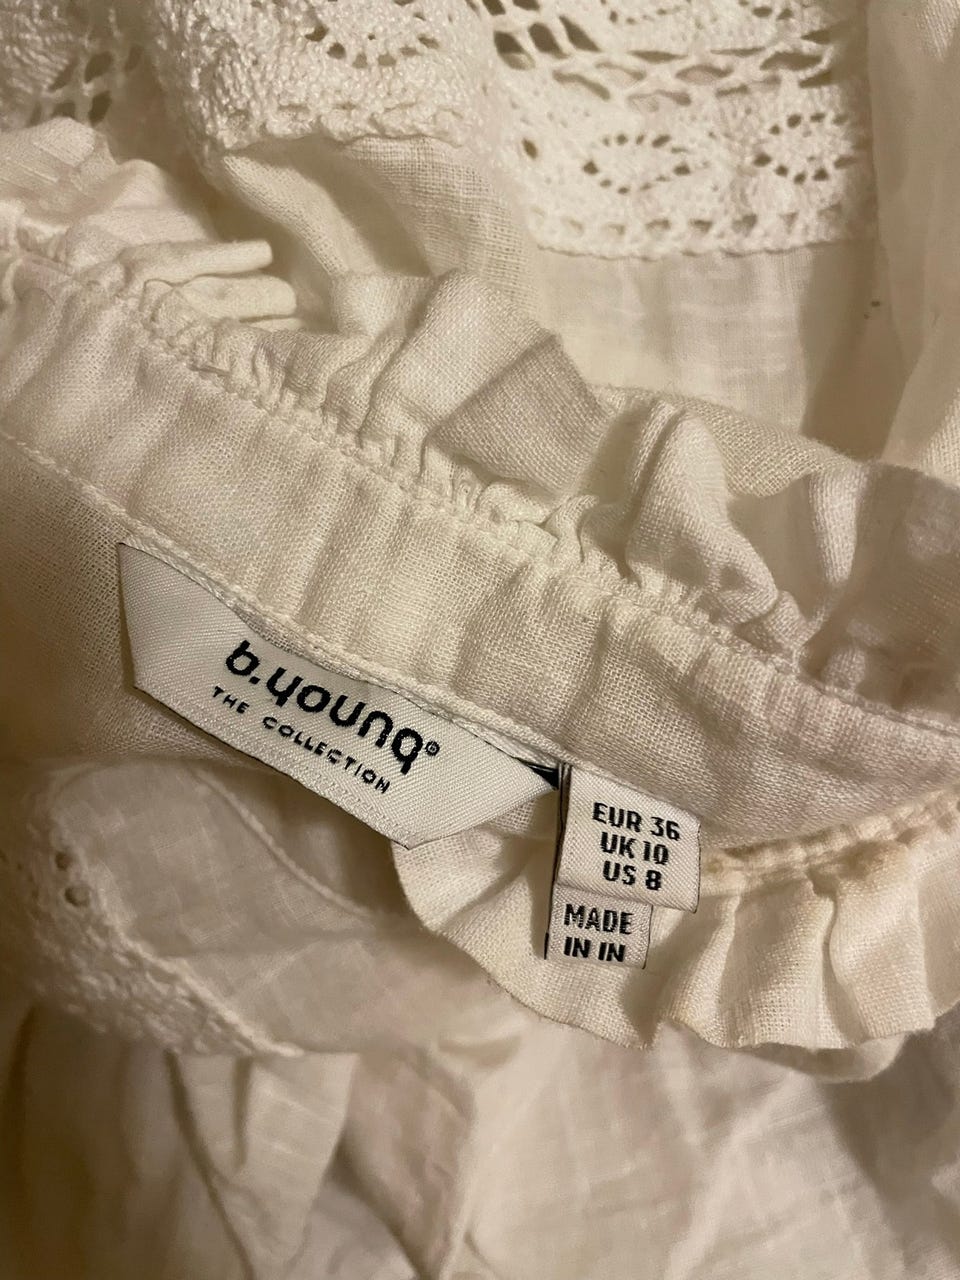 b.young®
THE COLLECTION
EUR 36
UK 10
US 8
MADE
IN IN